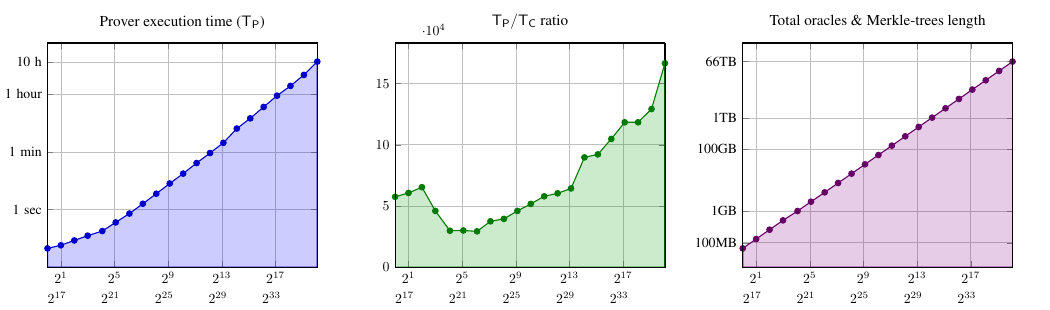 Prover execution time (T_P)
10 h
1 hour
1 min
1 sec
2^1 2^5 2^9 2^13 2^17
2^17 2^21 2^25 2^29 2^33
T_P/T_C ratio
·10^4
15
10
5
0
2^1 2^5 2^9 2^13 2^17
2^17 2^21 2^25 2^29 2^33
Total oracles & Merkle-trees length
66TB
1TB
100GB
1GB
100MB
2^1 2^5 2^9 2^13 2^17
2^17 2^21 2^25 2^29 2^33